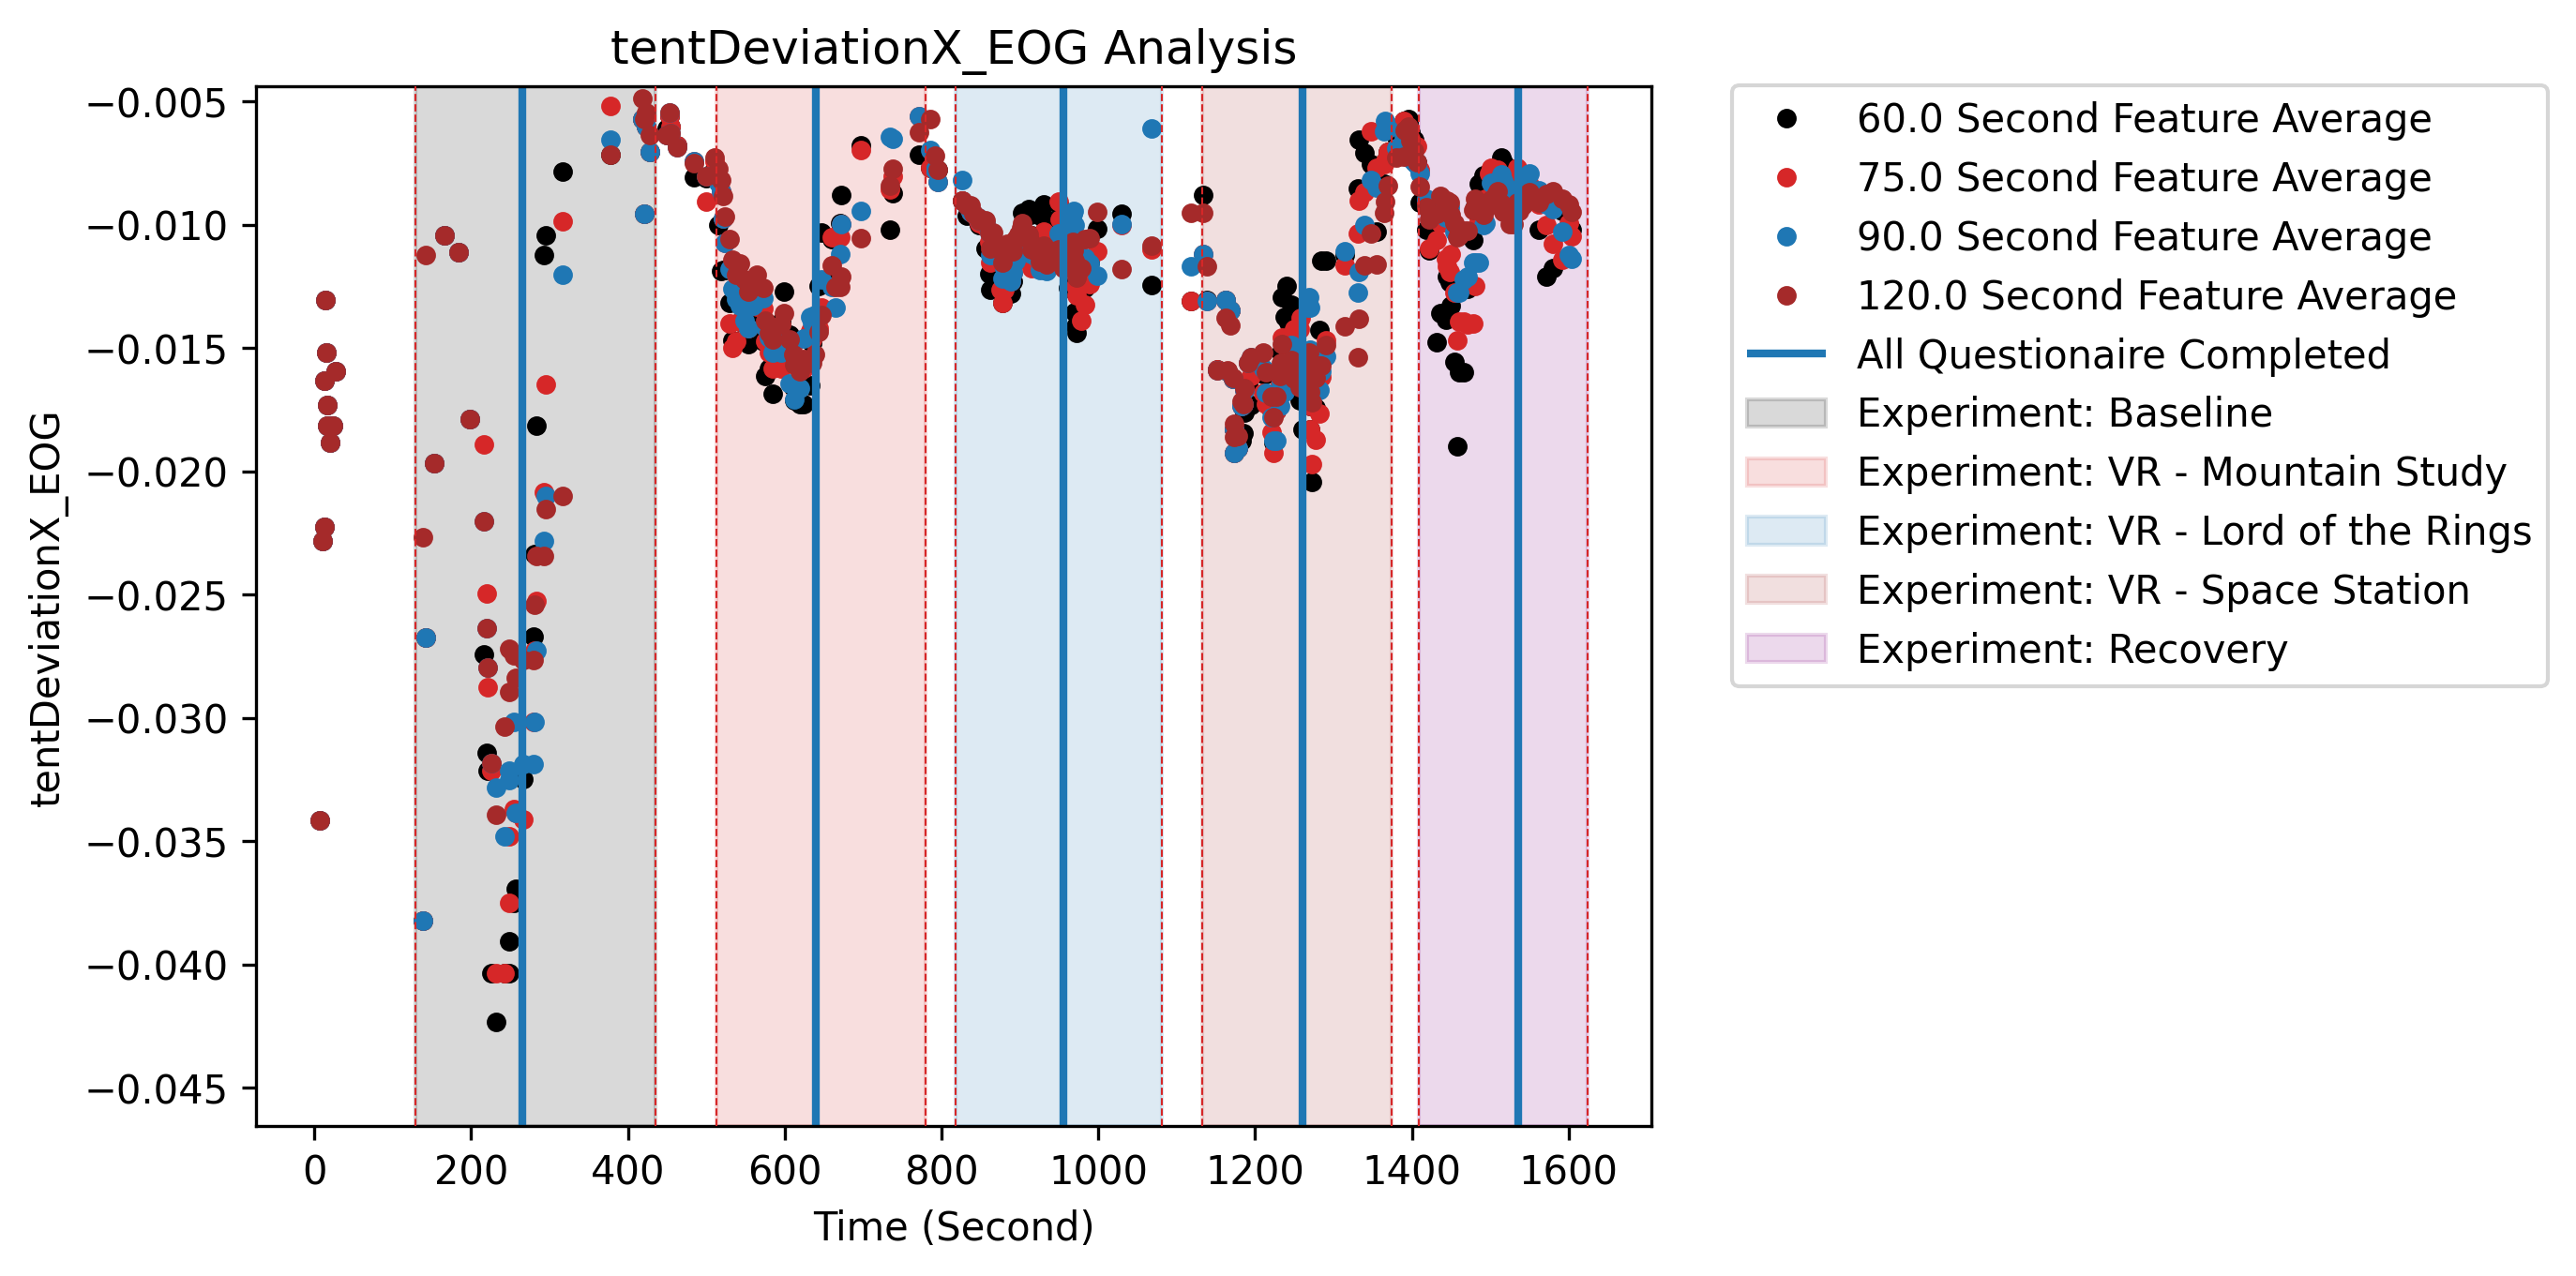 tentDeviationX_EOG Analysis
−0.005
−0.010
−0.015
−0.020
−0.025
−0.030
−0.035
−0.040
−0.045
tentDeviationX_EOG
0 200 400 600 800 1000 1200 1400 1600
Time (Second)
60.0 Second Feature Average
75.0 Second Feature Average
90.0 Second Feature Average
120.0 Second Feature Average
All Questionaire Completed
Experiment: Baseline
Experiment: VR - Mountain Study
Experiment: VR - Lord of the Rings
Experiment: VR - Space Station
Experiment: Recovery